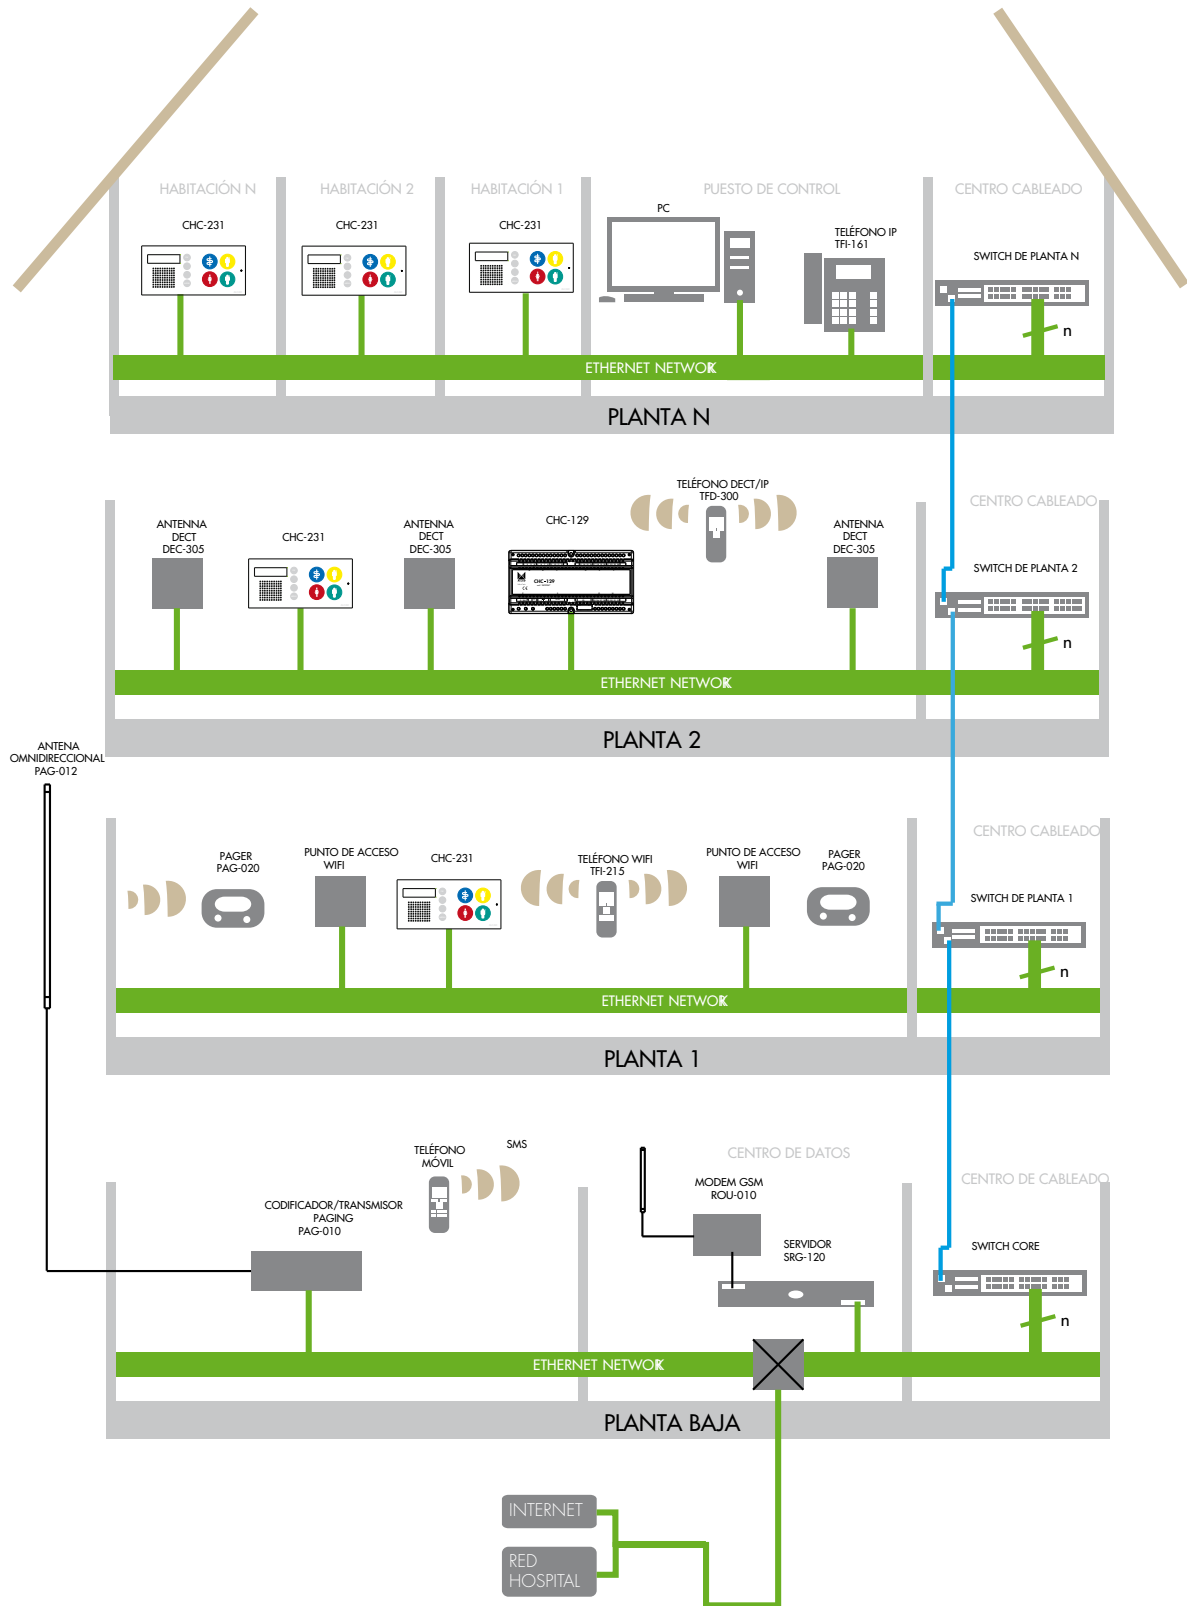 HABITACIÓN N
HABITACIÓN 2
HABITACIÓN 1
PUESTO DE CONTROL
CENTRO CABLEADO
CHC-231
CHC-231
CHC-231
PC
TELÉFONO IP
TFI-161
SWITCH DE PLANTA N
n
ETHERNET NETWORK
PLANTA N
ANTENNA
DECT
DEC-305
CHC-231
ANTENNA
DECT
DEC-305
CHC-129
CHC-129
TELÉFONO DECT/IP
TFD-300
ANTENNA
DECT
DEC-305
CENTRO CABLEADO
SWITCH DE PLANTA 2
n
ETHERNET NETWORK
PLANTA 2
ANTENA
OMNIDIRECCIONAL
PAG-012
PAGER
PAG-020
PUNTO DE ACCESO
WIFI
CHC-231
TELÉFONO WIFI
TFI-215
PUNTO DE ACCESO
WIFI
PAGER
PAG-020
CENTRO CABLEADO
SWITCH DE PLANTA 1
n
ETHERNET NETWORK
PLANTA 1
CODIFICADOR/TRANSMISOR
PAGING
PAG-010
TELÉFONO
MÓVIL
SMS
CENTRO DE DATOS
MODEM GSM
ROU-010
SERVIDOR
SRG-120
CENTRO DE CABLEADO
SWITCH CORE
n
ETHERNET NETWORK
PLANTA BAJA
INTERNET
RED
HOSPITAL